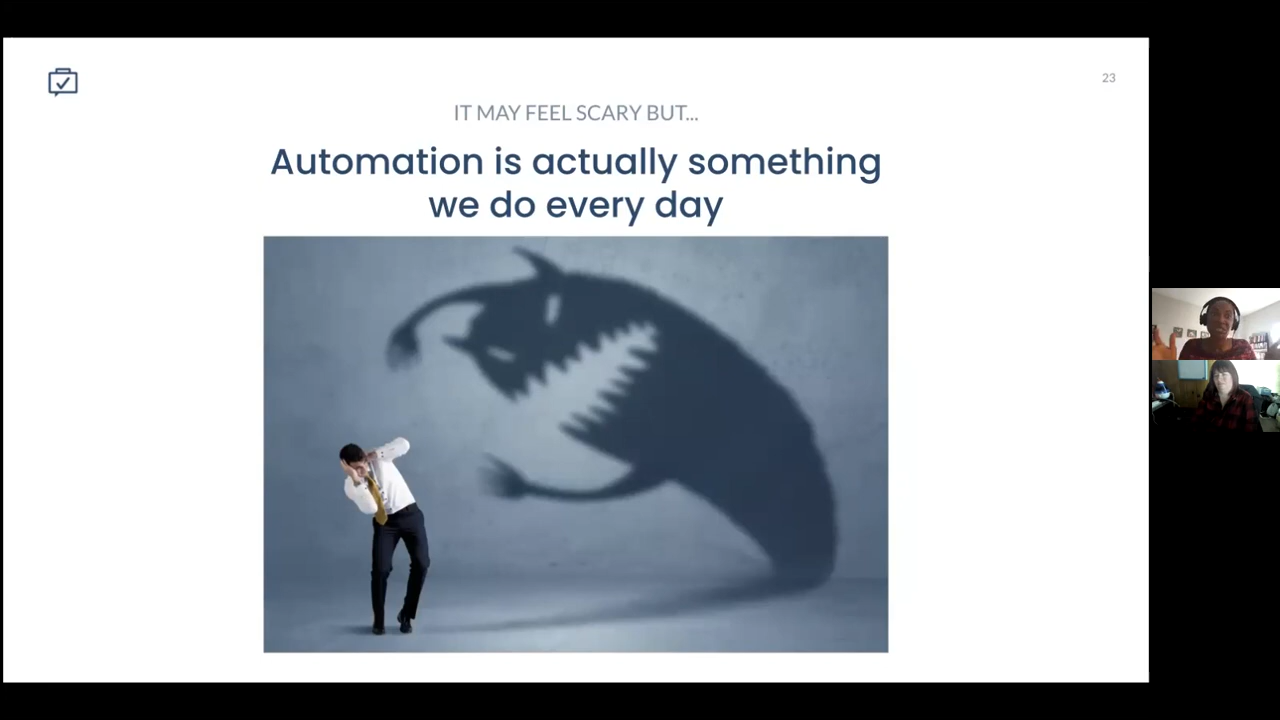 23
IT MAY FEEL SCARY BUT...
Automation is actually something
we do every day